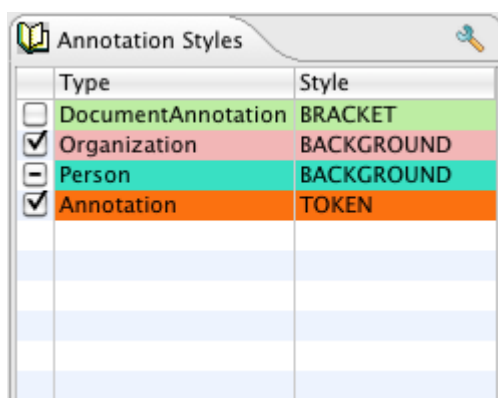 Annotation Styles
Type Style
DocumentAnnotation BRACKET
Organization BACKGROUND
Person BACKGROUND
Annotation TOKEN